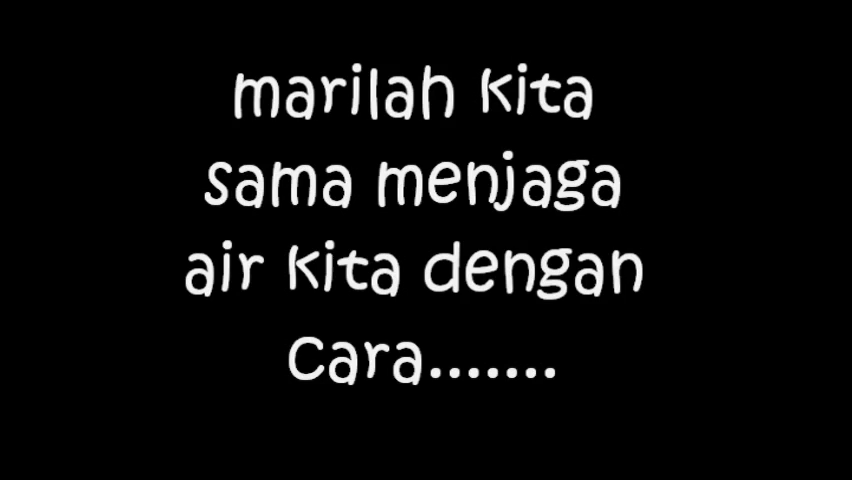 marilah kita
sama menjaga
air kita dengan
cara.......